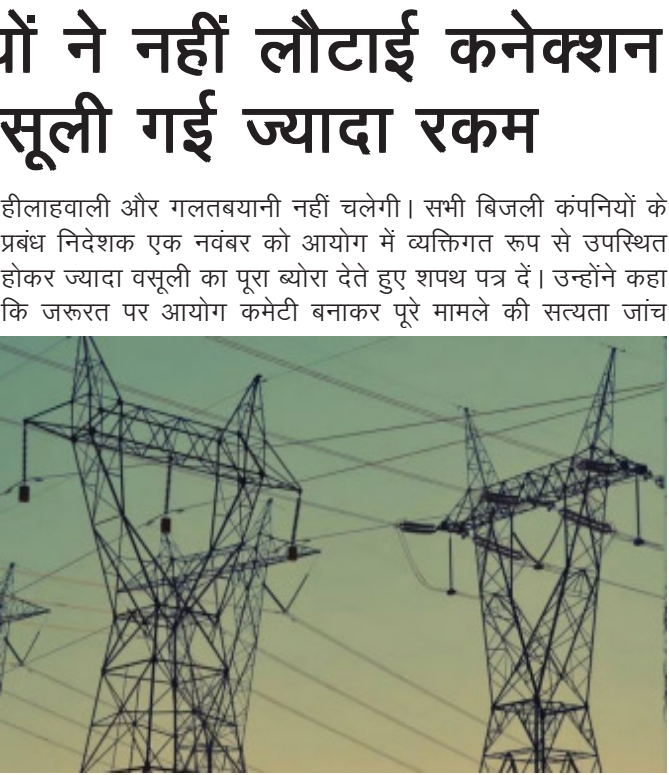 ने नहीं लौटाई कनेक्शन
गई ज्यादा रकम
हीलाहवाली और गलतबयानी नहीं चलेगी। सभी बिजली कंपनियों के
प्रबंध निदेशक एक नवंबर को आयोग में व्यक्तिगत रूप से उपस्थित
होकर ज्यादा वसूली का पूरा ब्योरा देते हुए शपथ पत्र दें। उन्होंने कहा
कि जरूरत पर आयोग कमेटी बनाकर पूरे मामले की सत्यता जांच